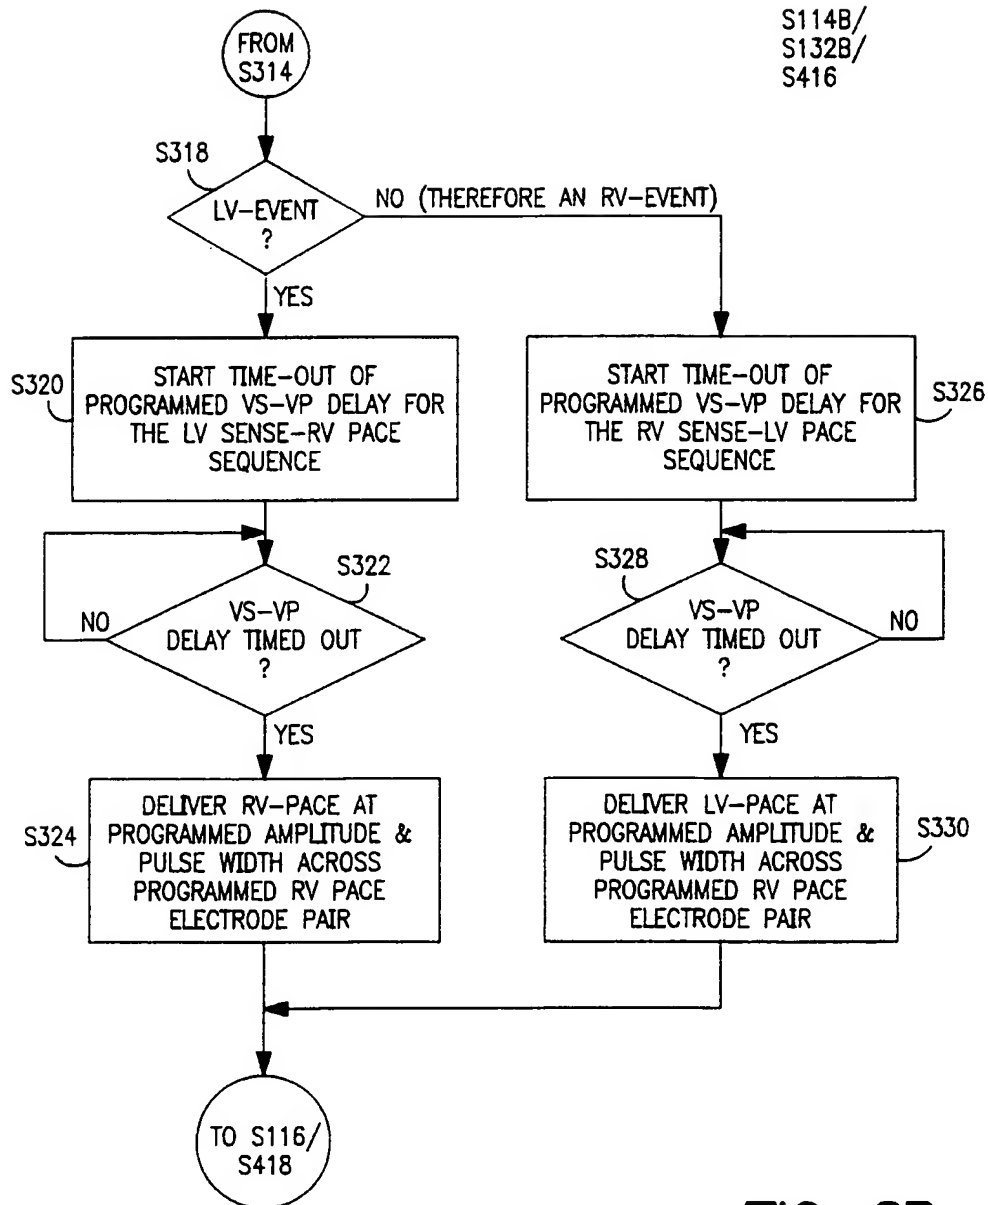 S114B/
S132B/
S416
FROM
S314
S318
LV-EVENT
?
NO (THEREFORE AN RV-EVENT)
YES
S320
START TIME-OUT OF
PROGRAMMED VS-VP DELAY FOR
THE LV SENSE-RV PACE
SEQUENCE
START TIME-OUT OF
PROGRAMMED VS-VP DELAY FOR
THE RV SENSE-LV PACE
SEQUENCE
S326
S322
VS-VP
DELAY TIMED OUT
?
NO
YES
S328
VS-VP
DELAY TIMED OUT
?
NO
YES
S324
DELIVER RV-PACE AT
PROGRAMMED AMPLITUDE &
PULSE WIDTH ACROSS
PROGRAMMED RV PACE
ELECTRODE PAIR
DELIVER LV-PACE AT
PROGRAMMED AMPLITUDE &
PULSE WIDTH ACROSS
PROGRAMMED RV PACE
ELECTRODE PAIR
S330
TO S116/
S418